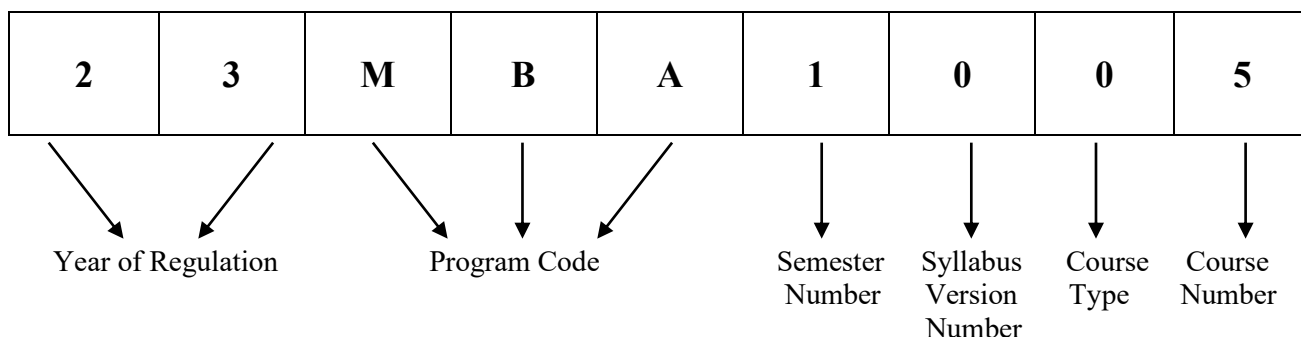 2 3 M B A 1 0 0 5
Year of Regulation Program Code Semester Syllabus Course Course
Number Version Type Number
Number